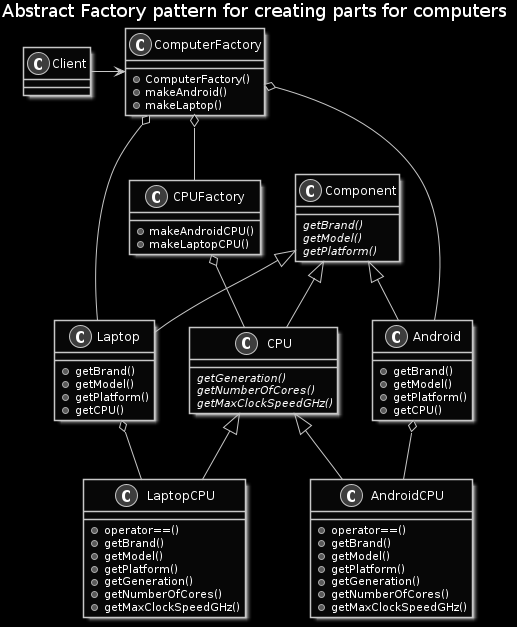 Abstract Factory pattern for creating parts for computers
C Client
C ComputerFactory
ComputerFactory()
makeAndroid()
makeLaptop()
C CPUFactory
makeAndroidCPU()
makeLaptopCPU()
C Component
getBrand()
getModel()
getPlatform()
C Laptop
getBrand()
getModel()
getPlatform()
getCPU()
C CPU
getGeneration()
getNumberOfCores()
getMaxClockSpeedGHz()
C Android
getBrand()
getModel()
getPlatform()
getCPU()
C LaptopCPU
operator==()
getBrand()
getModel()
getPlatform()
getGeneration()
getNumberOfCores()
getMaxClockSpeedGHz()
C AndroidCPU
operator==()
getBrand()
getModel()
getPlatform()
getGeneration()
getNumberOfCores()
getMaxClockSpeedGHz()